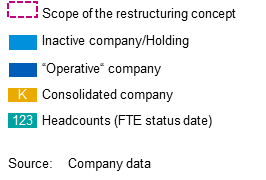 Scope of the restructuring concept
Inactive company/Holding
“Operative“ company
K Consolidated company
123 Headcounts (FTE status date)
Source: Company data